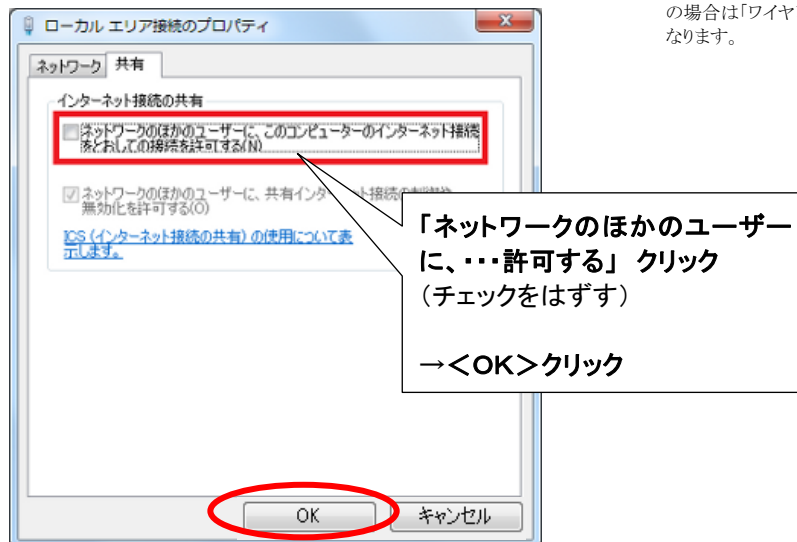 の場合は「ワイヤ
なります。
ローカル エリア接続のプロパティ
ネットワーク 共有
インターネット接続の共有
ネットワークのほかのユーザーに、このコンピューターのインターネット接続
をとおしての接続を許可する(N)
ネットワークのほかのユーザーに、共有インタ ット接続の
無効化を許可する(O)
ICS (インターネット接続の共有) の使用について表
示します。
「ネットワークのほかのユーザー
に、・・・許可する」 クリック
(チェックをはずす)
→<OK>クリック
OK キャンセル